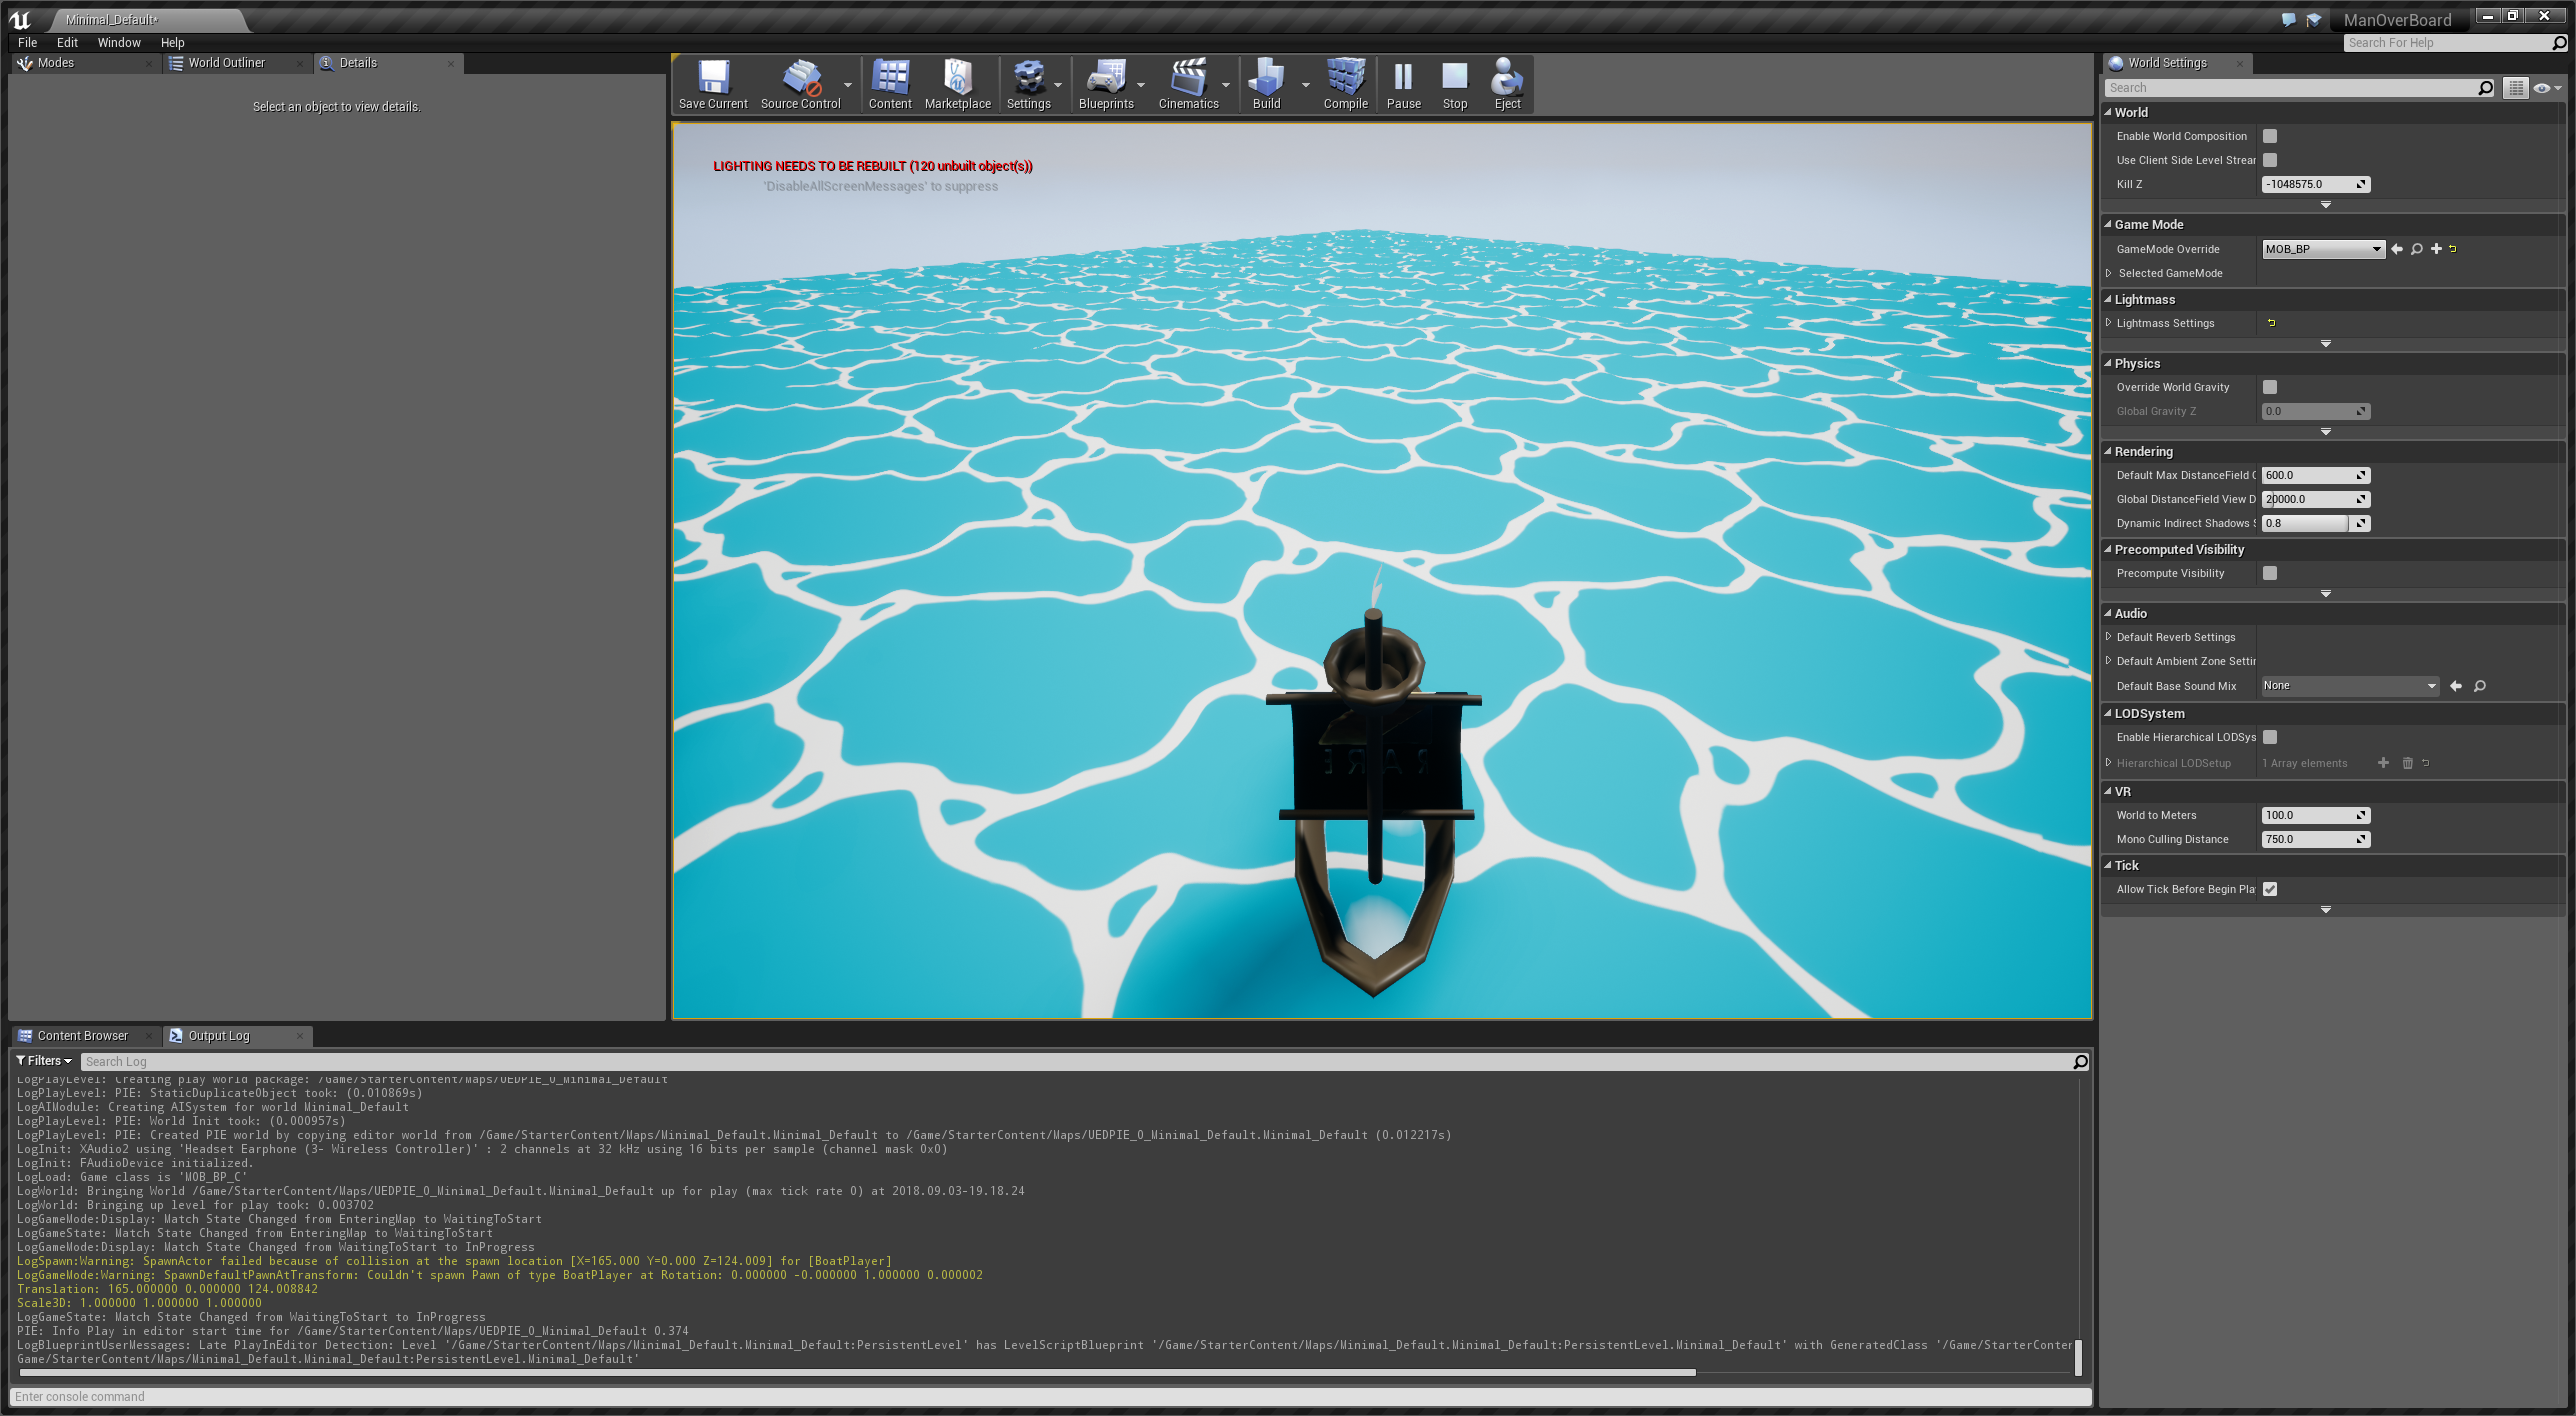 Minimal_Default*
ManOverBoard
File Edit Window Help
Search For Help
Modes
World Outliner
Details
Select an object to view details.
Save Current
Source Control
Content
Marketplace
Settings
Blueprints
Cinematics
Build
Compile
Pause
Stop
Eject
LIGHTING NEEDS TO BE REBUILT (120 unbuilt object(s))
'DisableAllScreenMessages' to suppress
RARE
World Settings
Search
World
Enable World Composition
Use Client Side Level Strear
Kill Z -1048575.0
Game Mode
GameMode Override MOB_BP
Selected GameMode
Lightmass
Lightmass Settings
Physics
Override World Gravity
Global Gravity Z 0.0
Rendering
Default Max DistanceField 600.0
Global DistanceField View D 20000.0
Dynamic Indirect Shadows 0.8
Precomputed Visibility
Precompute Visibility
Audio
Default Reverb Settings
Default Ambient Zone Settin
Default Base Sound Mix None
LODSystem
Enable Hierarchical LODSys
Hierarchical LODSetup 1 Array elements
VR
World to Meters 100.0
Mono Culling Distance 750.0
Tick
Allow Tick Before Begin Pla
Content Browser
Output Log
Filters
Search Log
LogPlayLevel: Creating play world package: /Game/StarterContent/Maps/UEDPIE_0_Minimal_Default
LogPlayLevel: PIE: StaticDuplicateObject took: (0.010869s)
LogAIModule: Creating AISystem for world Minimal_Default
LogPlayLevel: PIE: World Init took: (0.000957s)
LogPlayLevel: PIE: Created PIE world by copying editor world from /Game/StarterContent/Maps/Minimal_Default.Minimal_Default to /Game/StarterContent/Maps/UEDPIE_0_Minimal_Default.Minimal_Default (0.012217s)
LogInit: XAudio2 using 'Headset Earphone (3- Wireless Controller)' : 2 channels at 32 kHz using 16 bits per sample (channel mask 0x0)
LogInit: FAudioDevice initialized.
LogLoad: Game class is 'MOB_BP_C'
LogWorld: Bringing World /Game/StarterContent/Maps/UEDPIE_0_Minimal_Default.Minimal_Default up for play (max tick rate 0) at 2018.09.03-19.18.24
LogWorld: Bringing up level for play took: 0.003702
LogGameMode:Display: Match State Changed from EnteringMap to WaitingToStart
LogGameState: Match State Changed from EnteringMap to WaitingToStart
LogGameMode:Display: Match State Changed from WaitingToStart to InProgress
LogSpawn:Warning: SpawnActor failed because of collision at the spawn location [X=165.000 Y=0.000 Z=124.009] for [BoatPlayer]
LogGameMode:Warning: SpawnDefaultPawnAtTransform: Couldn't spawn Pawn of type BoatPlayer at Rotation: 0.000000 -0.000000 1.000000 0.000002
Translation: 165.000000 0.000000 124.008842
Scale3D: 1.000000 1.000000 1.000000
LogGameState: Match State Changed from WaitingToStart to InProgress
PIE: Info Play in editor start time for /Game/StarterContent/Maps/UEDPIE_0_Minimal_Default 0.374
LogBlueprintUserMessages: Late PlayInEditor Detection: Level '/Game/StarterContent/Maps/Minimal_Default.Minimal_Default:PersistentLevel' has LevelScriptBlueprint '/Game/StarterContent/Maps/Minimal_Default.Minimal_Default:PersistentLevel.Minimal_Default' with GeneratedClass '/Game/StarterConter
Game/StarterContent/Maps/Minimal_Default.Minimal_Default:PersistentLevel.Minimal_Default'
Enter console command